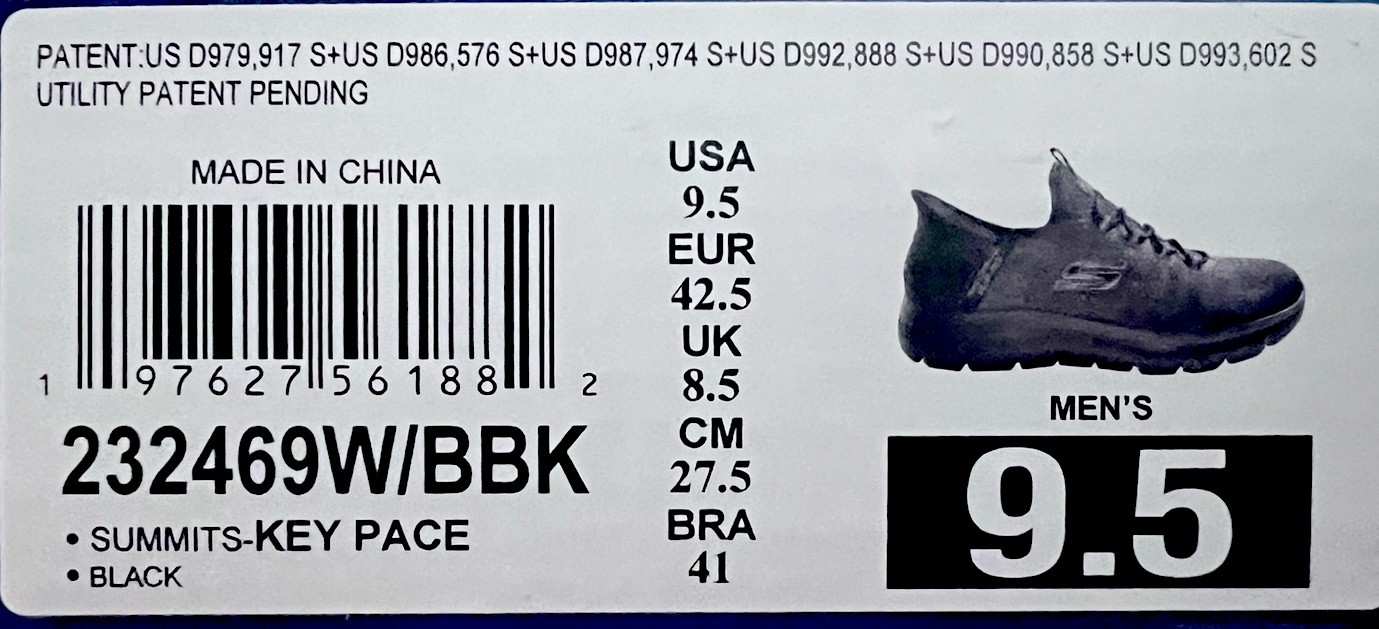 PATENT:US D979,917 S+US D986,576 S+US D987,974 S+US D992,888 S+US D990,858 S+US D993,602 S
UTILITY PATENT PENDING
MADE IN CHINA
1 97627 56188 2
232469W/BBK
• SUMMITS-KEY PACE
• BLACK
USA
9.5
EUR
42.5
UK
8.5
CM
27.5
BRA
41
MEN'S
9.5